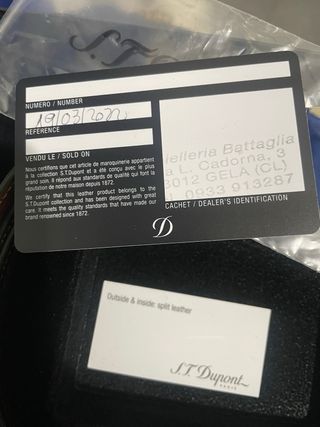 S.T. Dupont
NUMERO / NUMBER
19/03/2022
REFERENCE
VENDU LE / SOLD ON
Nous certifions que cet article de maroquinerie appartient
à la collection S.T.Dupont et a été conçu avec le plus
grand soin. Il répond aux standards de qualité qui font la
réputation de notre maison depuis 1872.
We certify that this leather product belongs to the
S.T.Dupont collection and has been designed with great
care. It meets the quality standards that have made our
brand renowned since 1872.
elleria Battaglia
a L. Cadorna, 3
3012 GELA (CL)
0933 913287
CACHET / DEALER'S IDENTIFICATION
D
Outside & inside: split leather
S.T. Dupont
PARIS